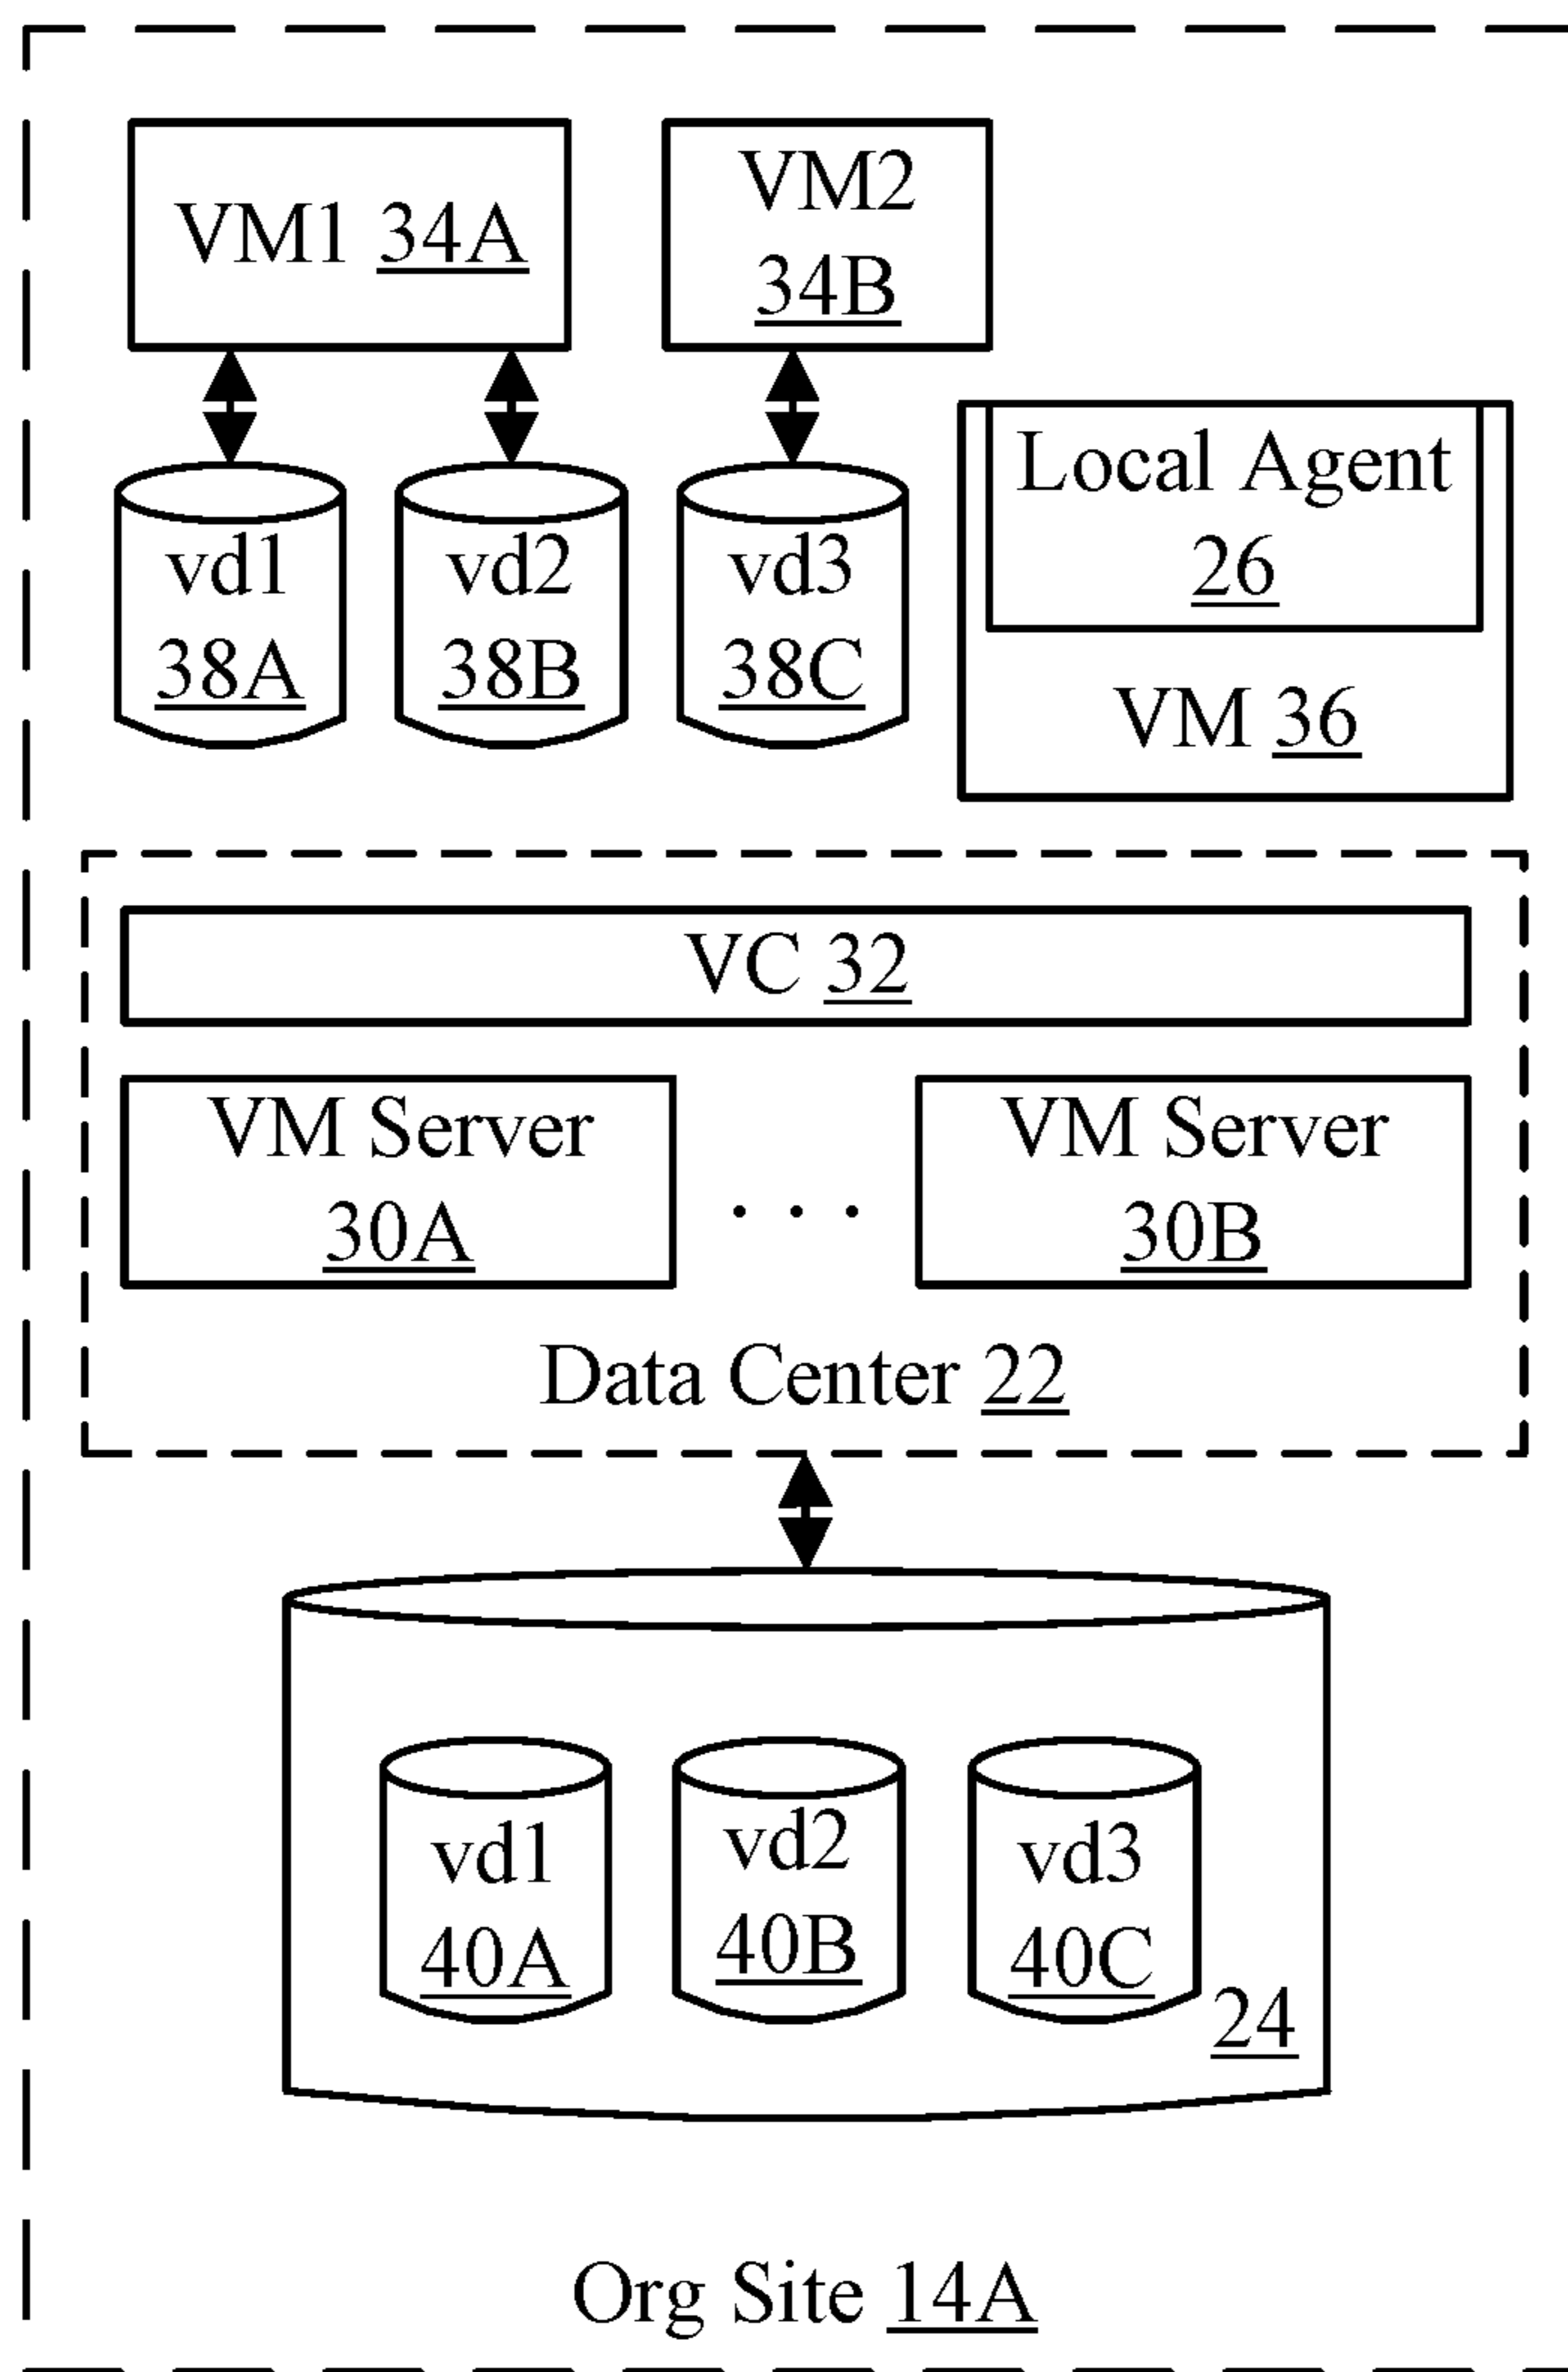 VM1 34A
VM2
34B
vd1
38A
vd2
38B
vd3
38C
Local Agent
26
VM 36
VC 32
VM Server
30A
. . .
VM Server
30B
Data Center 22
vd1
40A
vd2
40B
vd3
40C
24
Org Site 14A